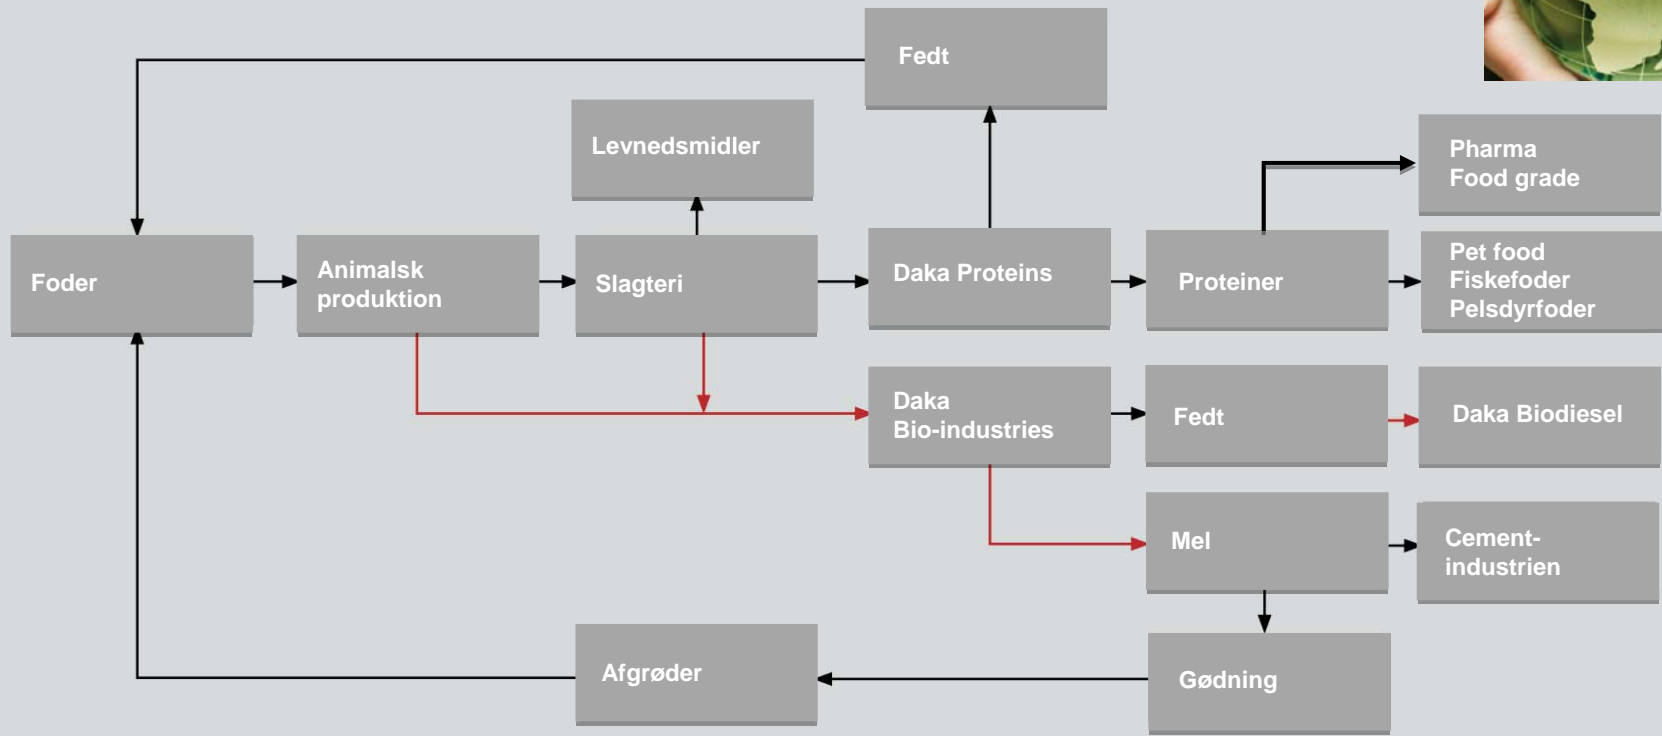 Fedt
Levnedsmidler
Pharma
Food grade
Foder
Animalsk
produktion
Slagteri
Daka Proteins
Proteiner
Pet food
Fiskefoder
Pelsdyrfoder
Daka
Bio-industries
Fedt
Daka Biodiesel
Mel
Cement-
industrien
Afgrøder
Gødning